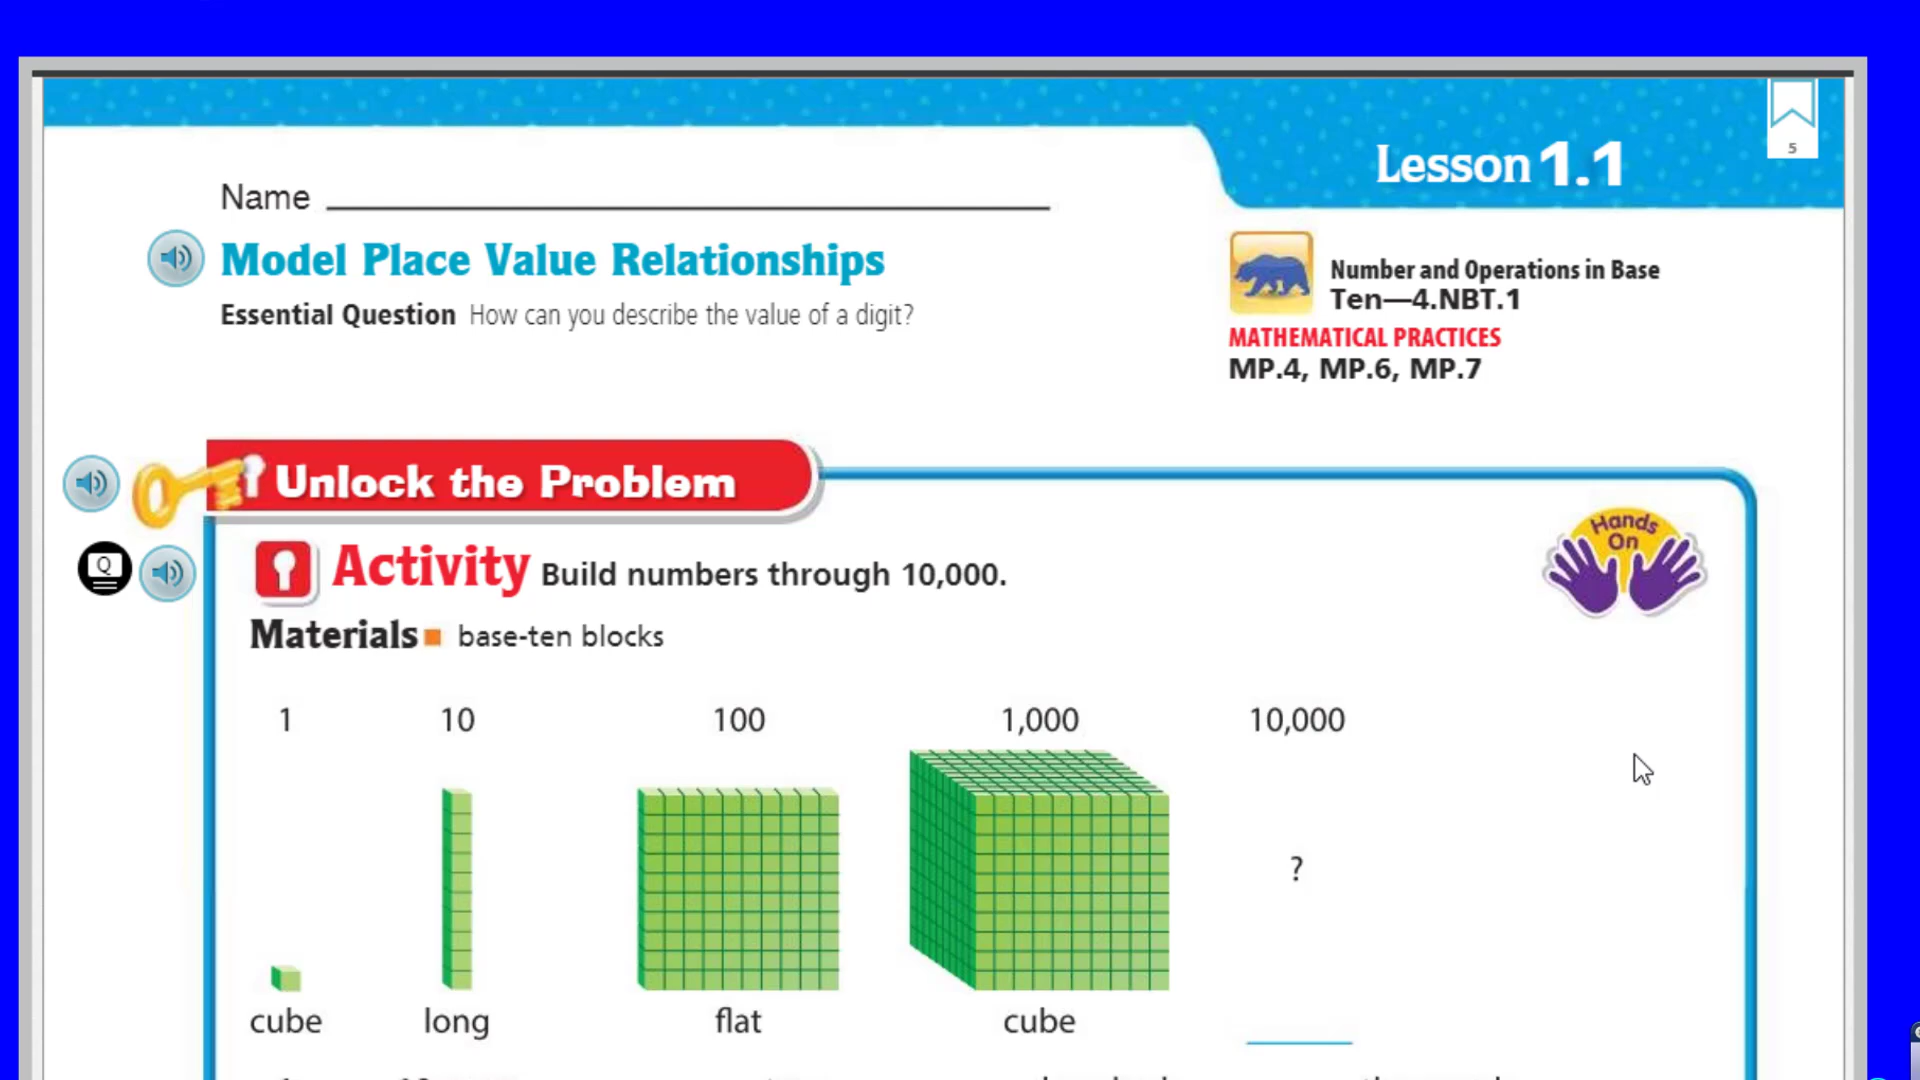 5
Lesson 1.1
Name
Model Place Value Relationships
Essential Question How can you describe the value of a digit?
Number and Operations in Base
Ten—4.NBT.1
MATHEMATICAL PRACTICES
MP.4, MP.6, MP.7
Unlock the Problem
Hands
On
Q
Activity Build numbers through 10,000.
Materials ■ base-ten blocks
1 10 100 1,000 10,000
?
cube long flat cube